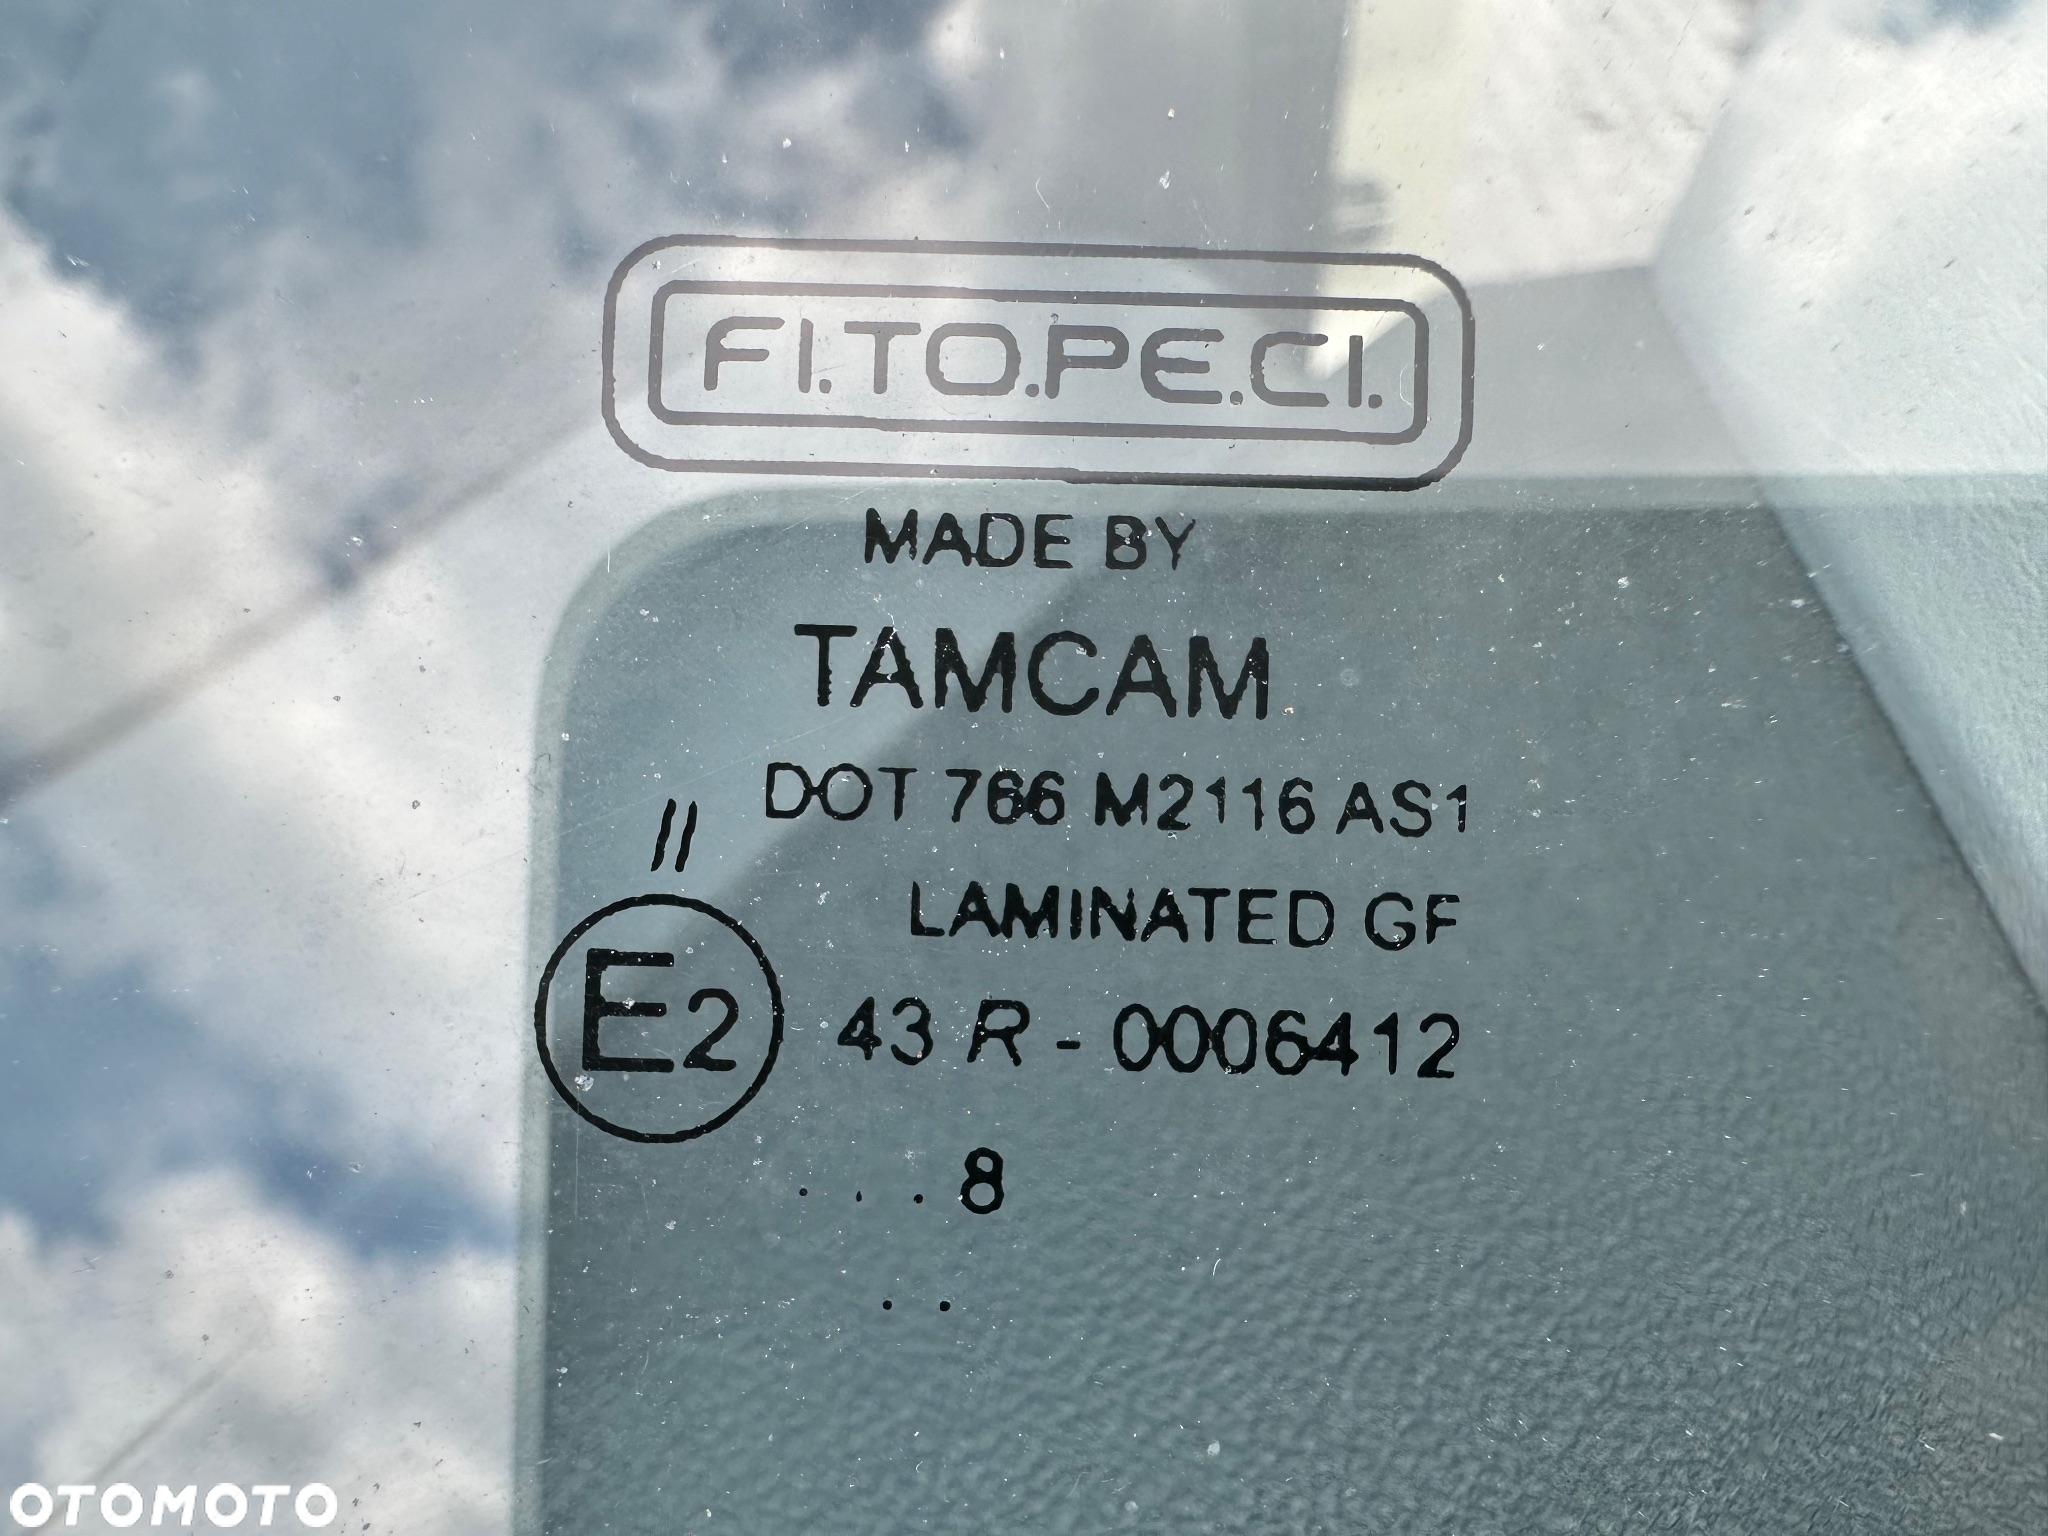 FI.TO.PE.CI.
MADE BY
TAMCAM
DOT 766 M2116 AS1
LAMINATED GF
II
E2 43 R - 0006412
. . . 8
. .
OTOMOTO